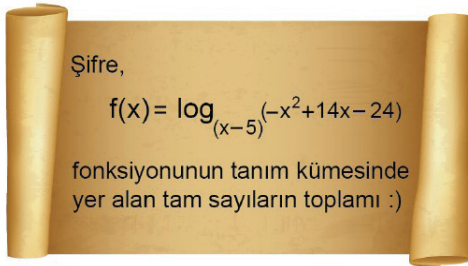 Şifre,
f(x) = log₍ₓ₋₅₎(–x²+14x–24)
fonksiyonunun tanım kümesinde
yer alan tam sayıların toplamı :)